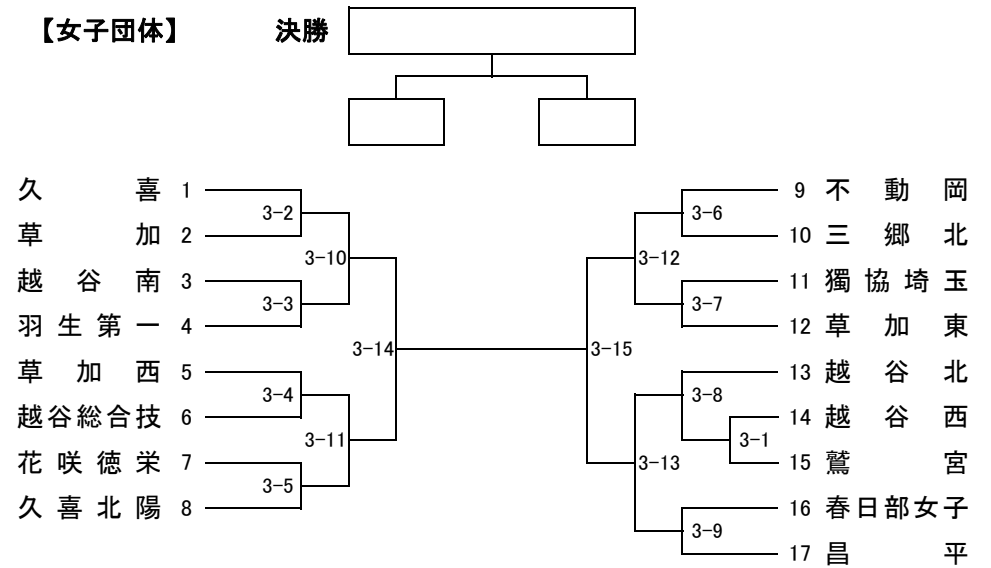 【女子団体】 決勝
久喜 1
草加 2
越谷南 3
羽生第一 4
草加西 5
越谷総合技 6
花咲徳栄 7
久喜北陽 8
3-2
3-3
3-4
3-5
3-10
3-11
3-14
3-15
3-12
3-13
3-6
3-7
3-8
3-1
3-9
9 不動岡
10 三郷北
11 獨協埼玉
12 草加東
13 越谷北
14 越谷西
15 鷲宮
16 春日部女子
17 昌平